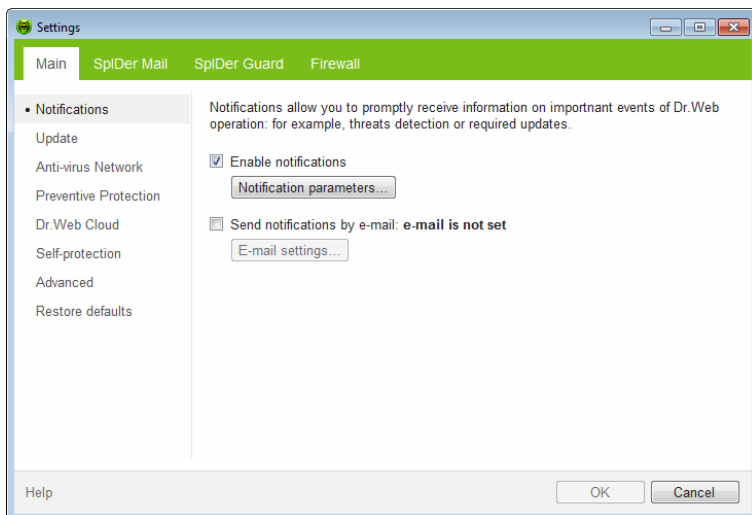 Settings
Main SpIDer Mail SpIDer Guard Firewall
Notifications
Update
Anti-virus Network
Preventive Protection
Dr.Web Cloud
Self-protection
Advanced
Restore defaults
Notifications allow you to promptly receive information on importnant events of Dr.Web
operation: for example, threats detection or required updates.
Enable notifications
Notification parameters...
Send notifications by e-mail: e-mail is not set
E-mail settings...
Help
OK Cancel